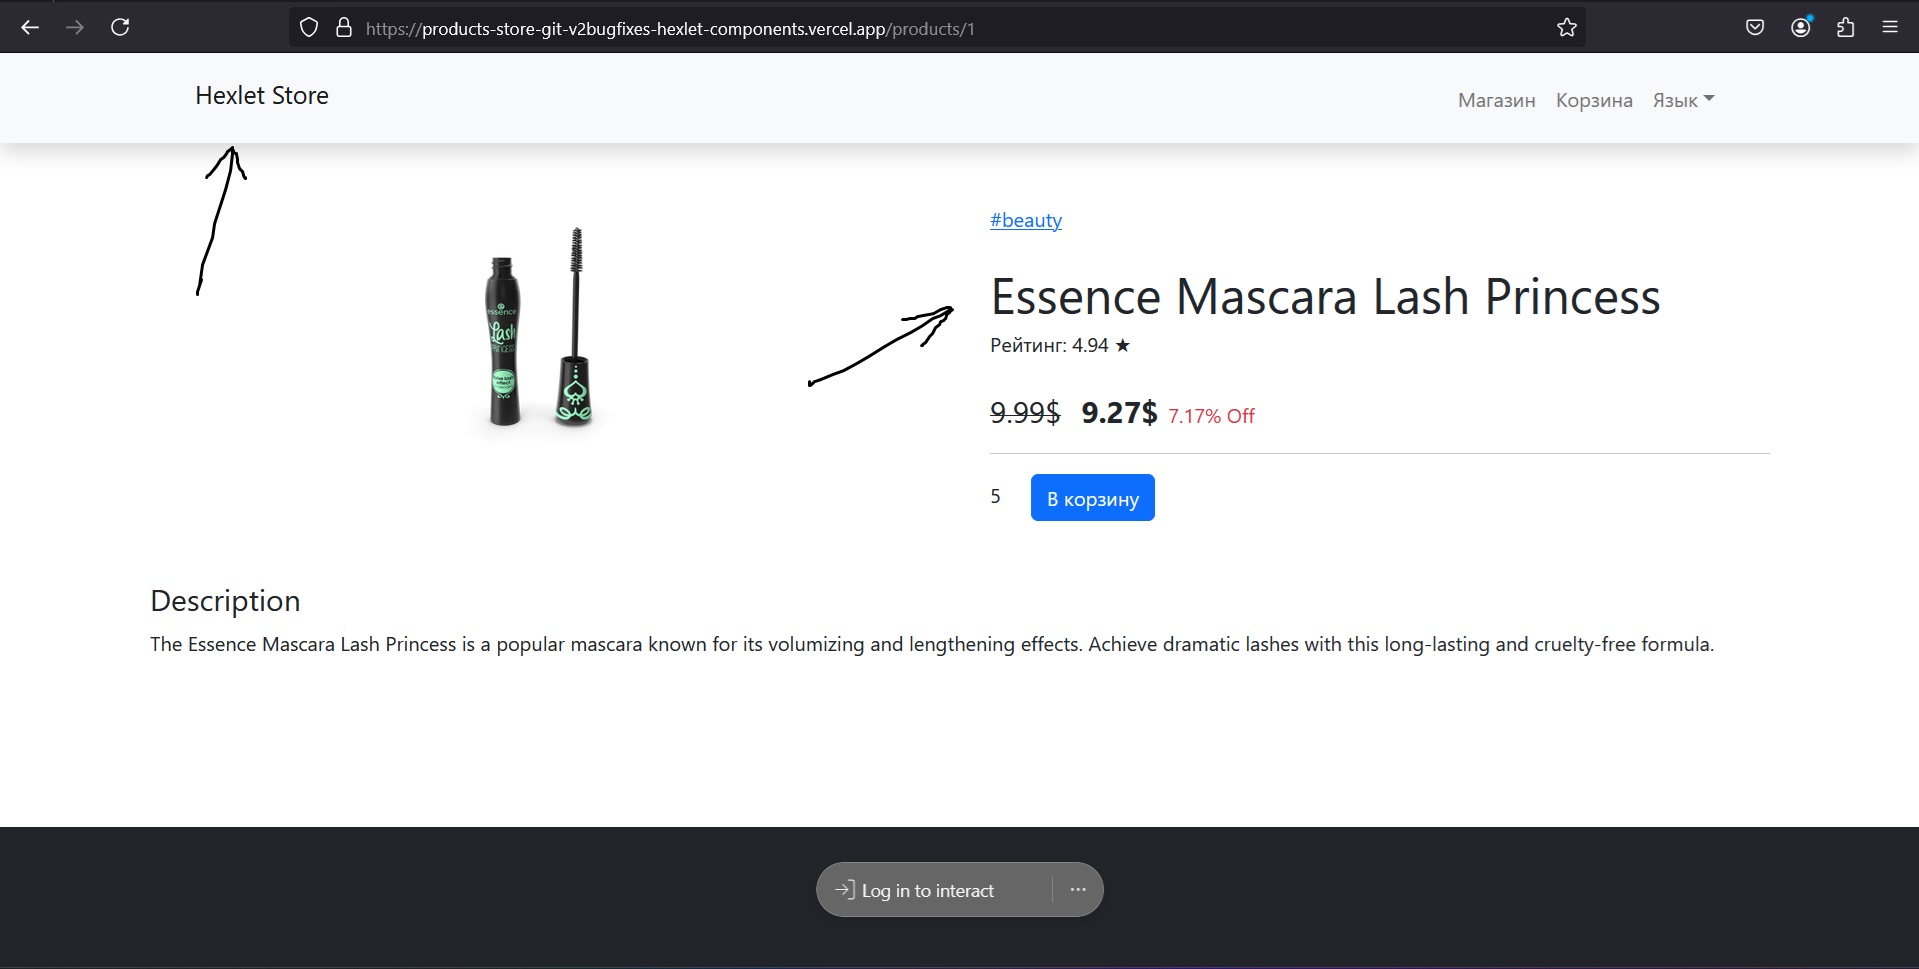 https://products-store-git-v2bugfixes-hexlet-components.vercel.app/products/1
Hexlet Store
Магазин Корзина Язык
#beauty
essence
Lash
PRINCESS
Essence Mascara Lash Princess
Рейтинг: 4.94 ★
9.99$ 9.27$ 7.17% Off
5 В корзину
Description
The Essence Mascara Lash Princess is a popular mascara known for its volumizing and lengthening effects. Achieve dramatic lashes with this long-lasting and cruelty-free formula.
Log in to interact